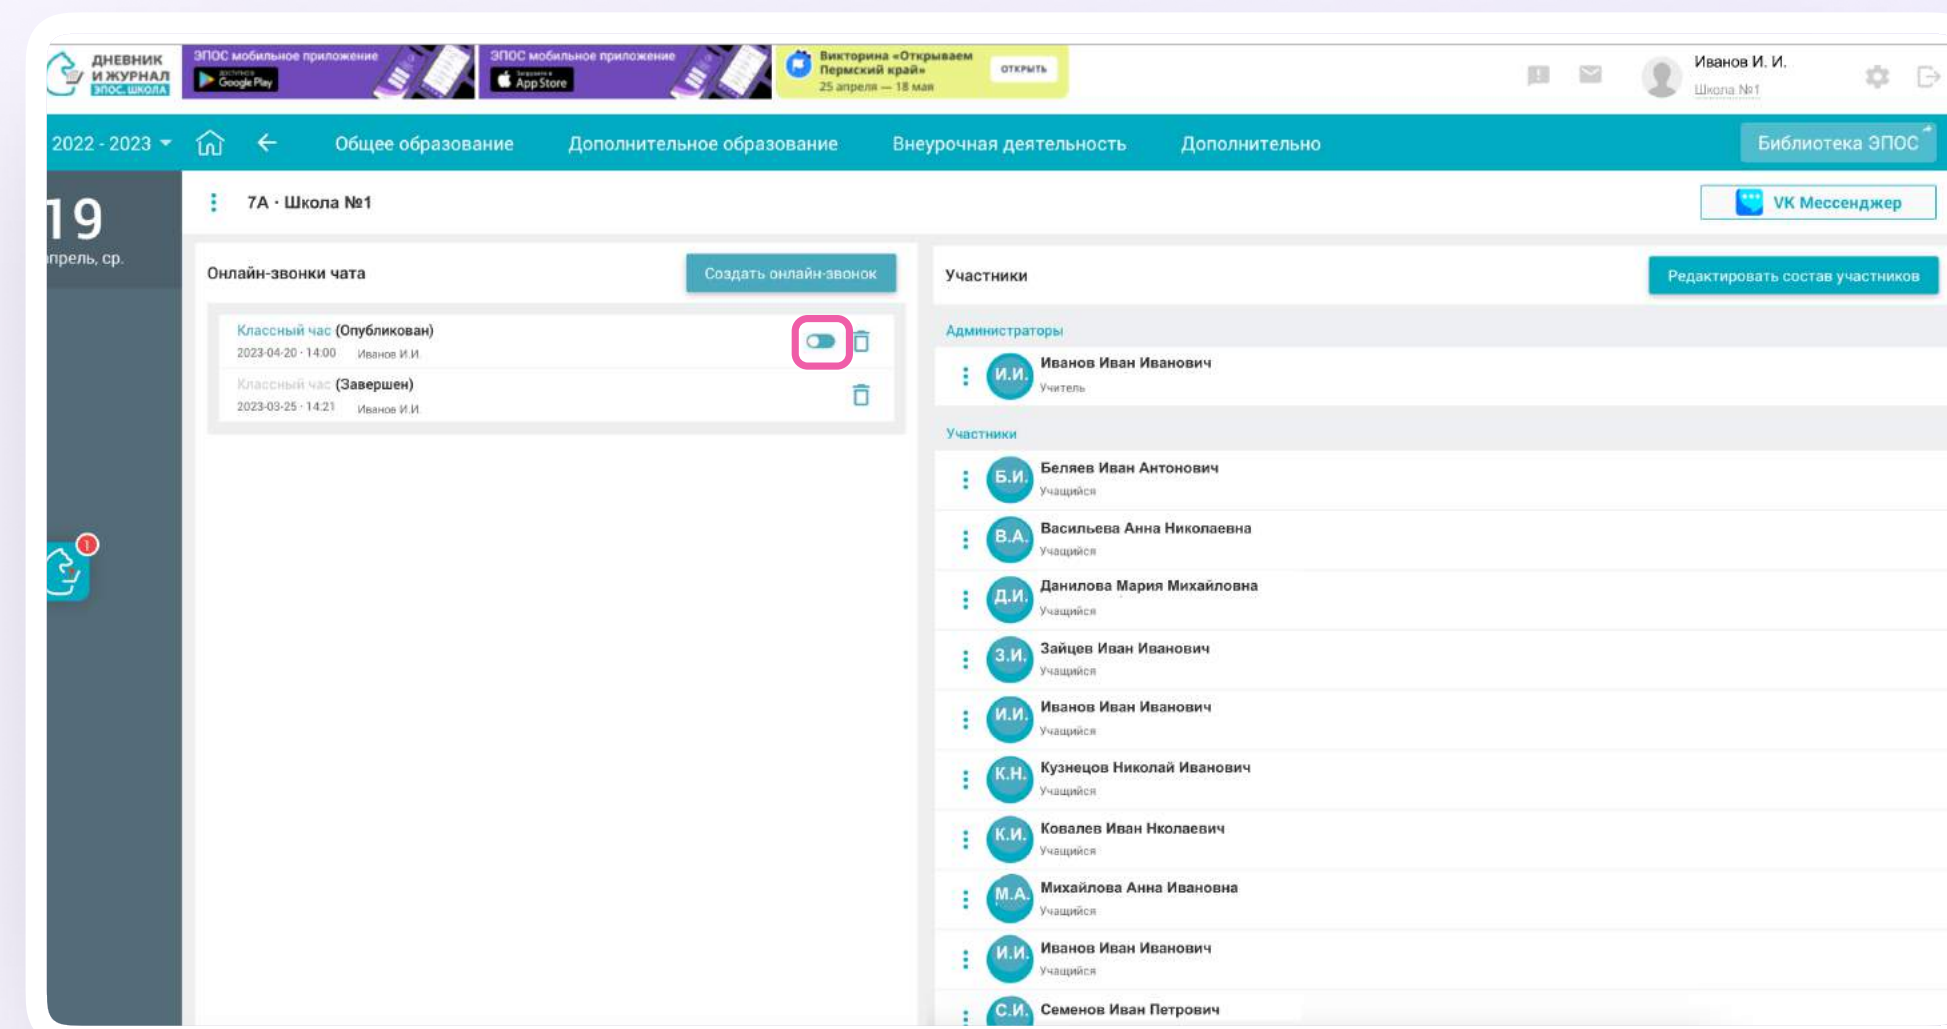 ДНЕВНИК
И ЖУРНАЛ
ЭПОС.ШКОЛА
ЭПОС мобильное приложение
ДОСТУПНО В
Google Play
ЭПОС мобильное приложение
Загрузите в
App Store
Викторина «Открываем
Пермский край»
25 апреля — 18 мая
ОТКРЫТЬ
Иванов И. И.
Школа №1
2022 - 2023
Общее образование
Дополнительное образование
Внеурочная деятельность
Дополнительно
Библиотека ЭПОС
19
прель, ср.
7А · Школа №1
VK Мессенджер
Онлайн-звонки чата
Создать онлайн-звонок
Классный час (Опубликован)
2023-04-20 · 14:00 Иванов И.И.
Классный час (Завершен)
2023-03-25 · 14:21 Иванов И.И.
1
Участники
Редактировать состав участников
Администраторы
И.И.
Иванов Иван Иванович
Учитель
Участники
Б.И.
Беляев Иван Антонович
Учащийся
В.А.
Васильева Анна Николаевна
Учащийся
Д.И.
Данилова Мария Михайловна
Учащийся
З.И.
Зайцев Иван Иванович
Учащийся
И.И.
Иванов Иван Иванович
Учащийся
К.Н.
Кузнецов Николай Иванович
Учащийся
К.И.
Ковалев Иван Нколаевич
Учащийся
М.А.
Михайлова Анна Ивановна
Учащийся
И.И.
Иванов Иван Иванович
Учащийся
С.И.
Семенов Иван Петрович